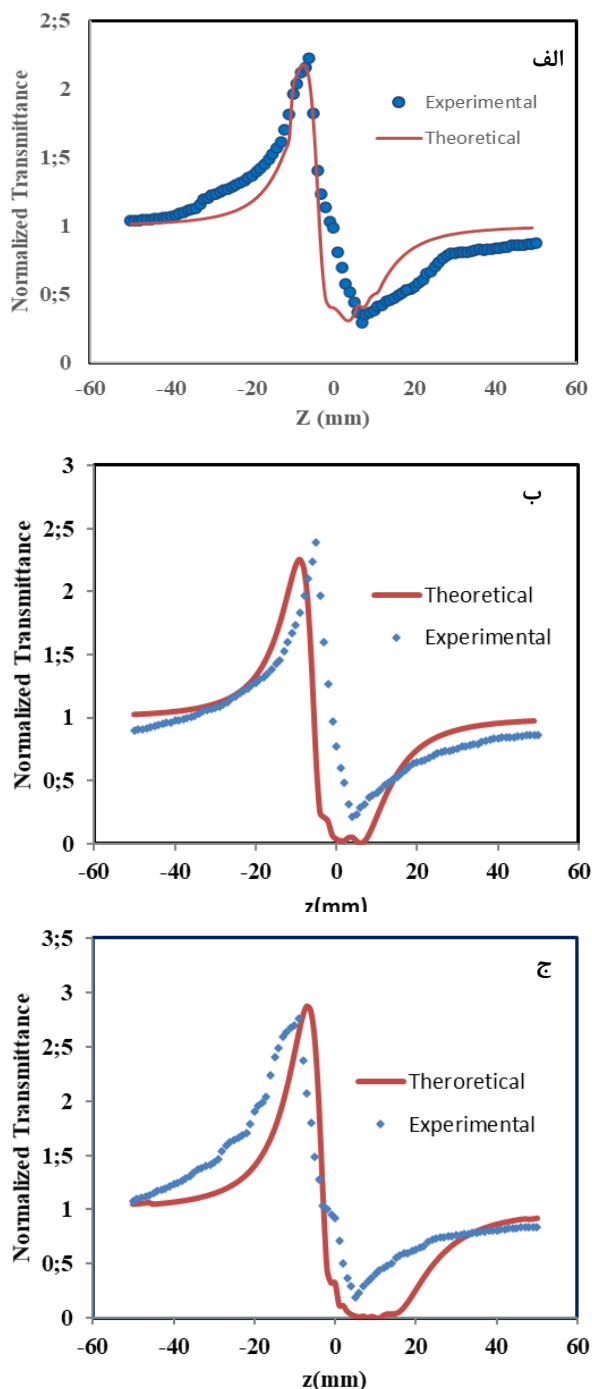 2;5
2
1;5
1
0;5
0
Normalized Transmittance
الف
Experimental
Theoretical
-60
-40
-20
0
20
40
60
Z (mm)
3
2;5
2
1;5
1
0;5
0
Normalized Transmittance
ب
Theoretical
Experimental
-60
-40
-20
0
20
40
60
z(mm)
3;5
3
2;5
2
1;5
1
0;5
0
Normalized Transmittance
ج
Theroretical
Experimental
-60
-40
-20
0
20
40
60
z(mm)